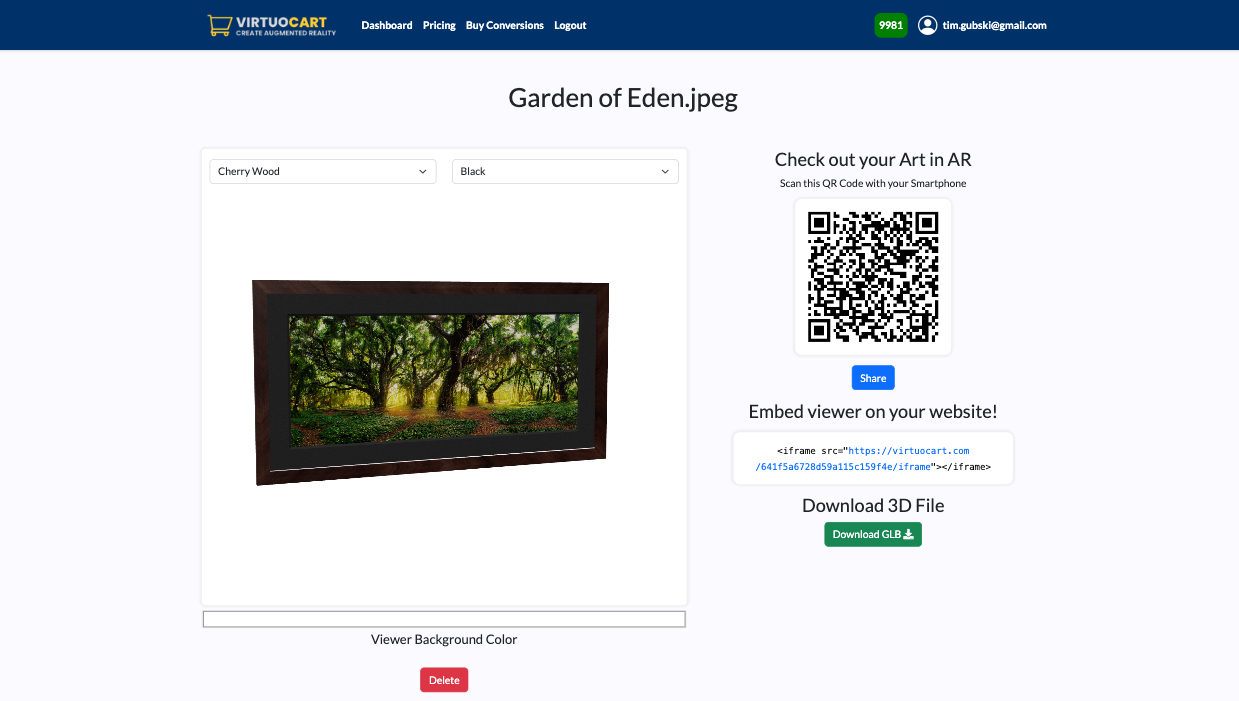 VIRTUOCART
CREATE AUGMENTED REALITY
Dashboard Pricing Buy Conversions Logout
9981 tim.gubski@gmail.com
Garden of Eden.jpeg
Cherry Wood
Black
Check out your Art in AR
Scan this QR Code with your Smartphone
Share
Embed viewer on your website!
<iframe src="https://virtuocart.com
/641f5a6728d59a115c159f4e/iframe"></iframe>
Download 3D File
Download GLB
Viewer Background Color
Delete